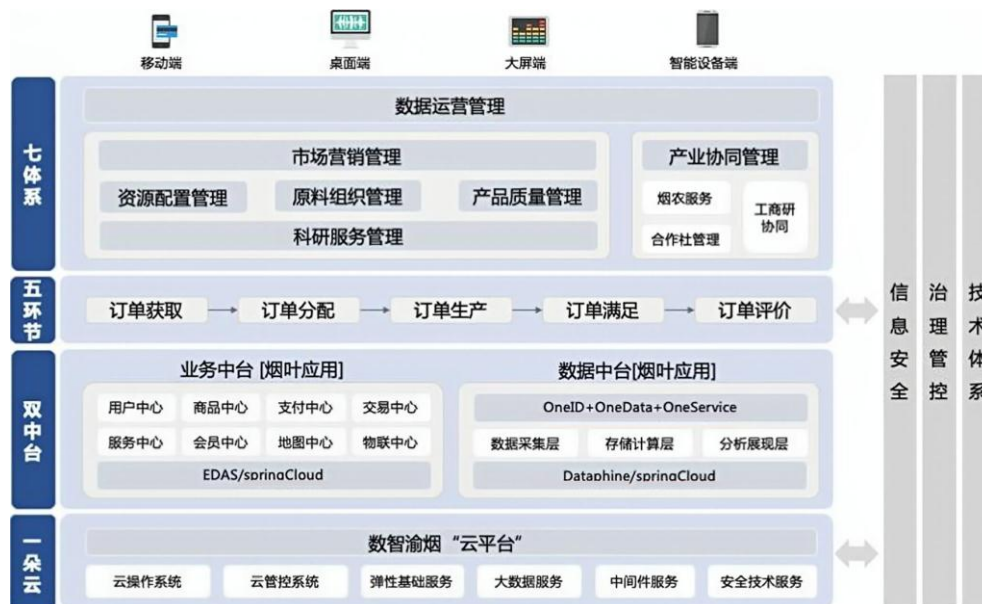 移动端
桌面端
大屏端
智能设备端
七体系
数据运营管理
市场营销管理
资源配置管理
原料组织管理
产品质量管理
科研服务管理
产业协同管理
烟农服务
合作社管理
工商研
协同
五环节
订单获取
订单分配
订单生产
订单满足
订单评价
双中台
业务中台 [烟叶应用]
用户中心
商品中心
支付中心
交易中心
服务中心
会员中心
地图中心
物联中心
EDAS/springCloud
数据中台[烟叶应用]
OneID+OneData+OneService
数据采集层
存储计算层
分析展现层
Dataphine/springCloud
一朵云
数智渝烟“云平台”
云操作系统
云管控系统
弹性基础服务
大数据服务
中间件服务
安全技术服务
信息安全
治理管控
技术体系